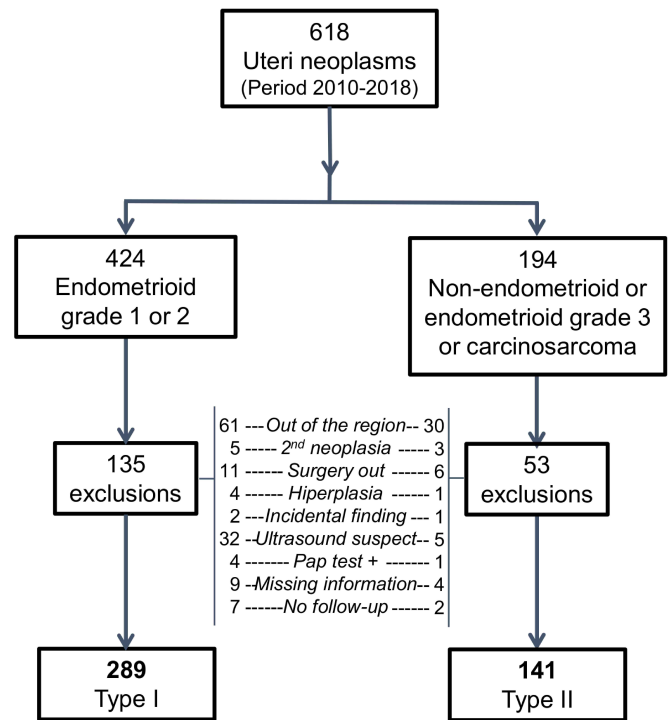 618
Uteri neoplasms
(Period 2010-2018)
424
Endometrioid
grade 1 or 2
194
Non-endometrioid or
endometrioid grade 3
or carcinosarcoma
135
exclusions
61 ---Out of the region-- 30
5 ----- 2nd neoplasia ----- 3
11 ------ Surgery out ------ 6
4 ------- Hiperplasia ------ 1
2 ---Incidental finding --- 1
32 --Ultrasound suspect-- 5
4 -------- Pap test + ------- 1
9 --Missing information-- 4
7 ------No follow-up ------ 2
53
exclusions
289
Type I
141
Type II